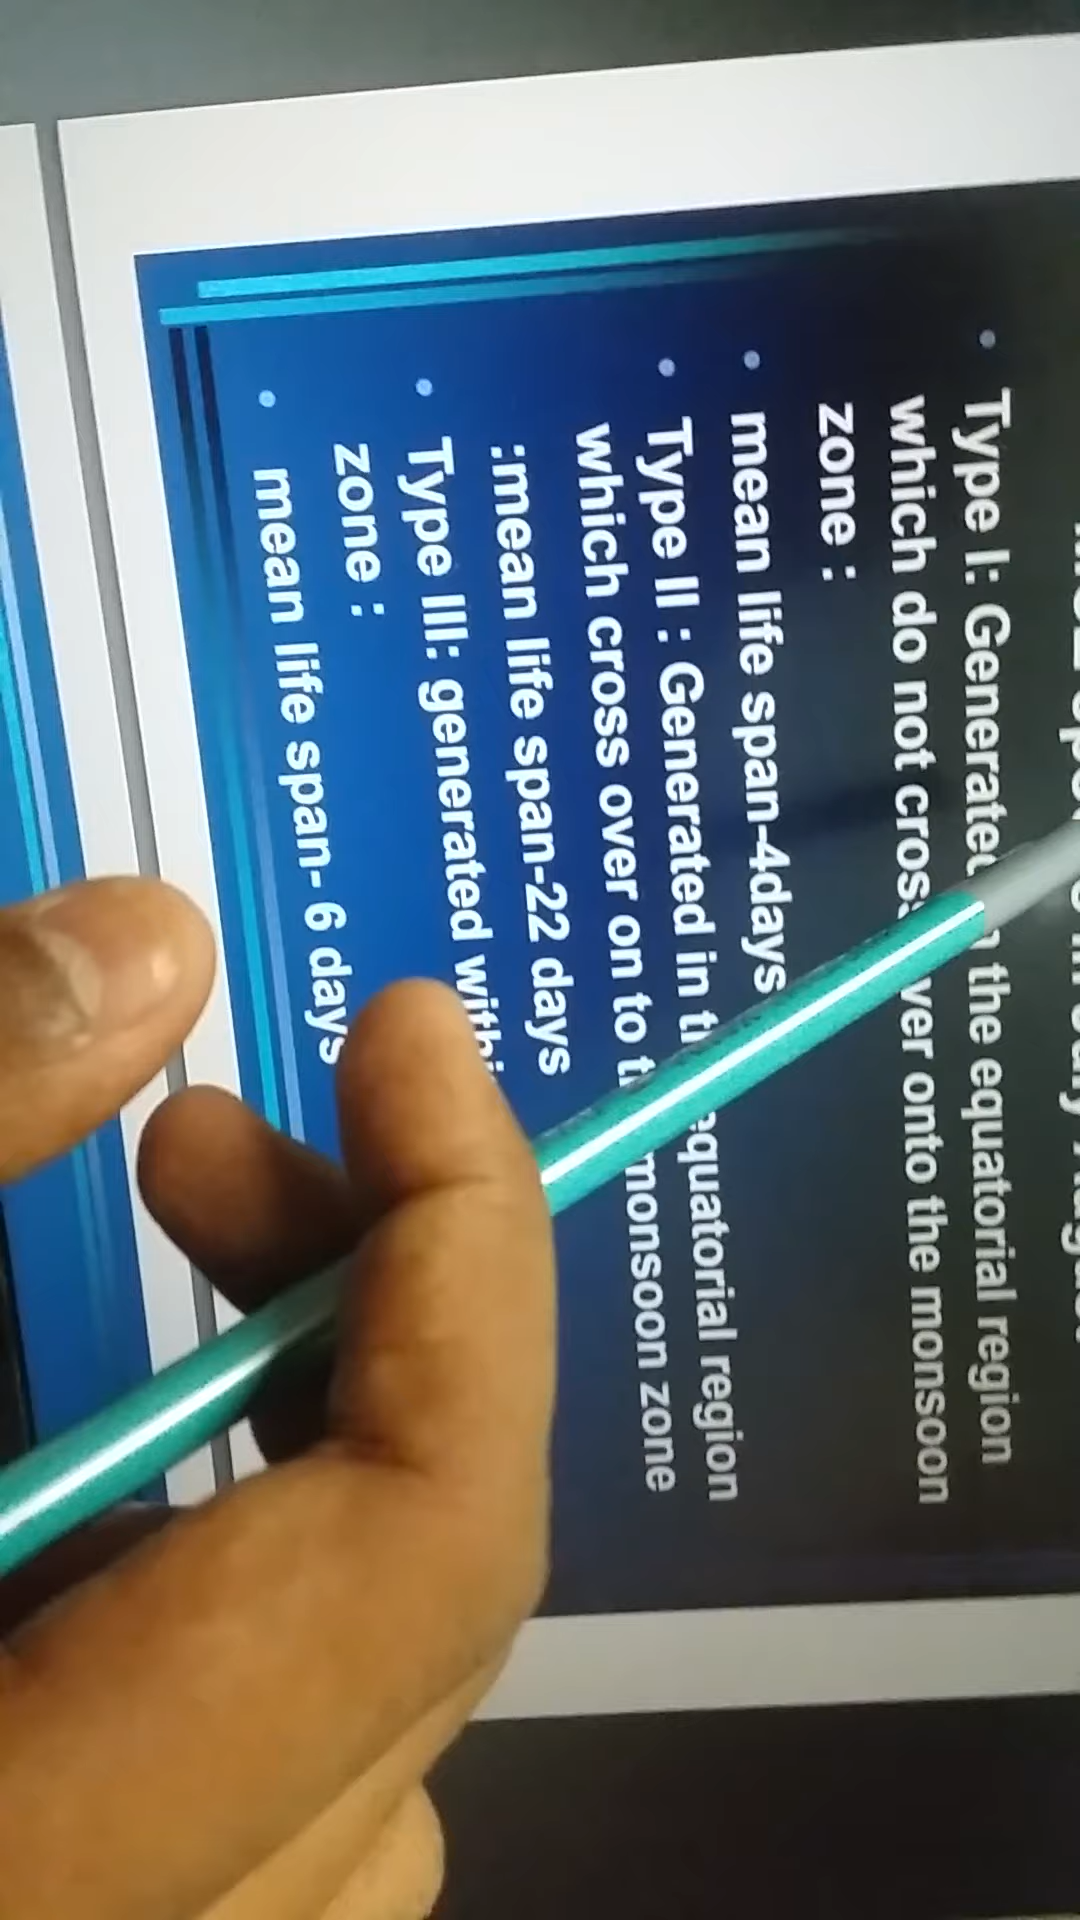 Type I: Generated in the equatorial region
which do not cross over onto the monsoon
zone :
mean life span-4days
Type II : Generated in the equatorial region
which cross over on to the monsoon zone
:mean life span-22 days
Type III: generated
zone :
mean life span- 6 days